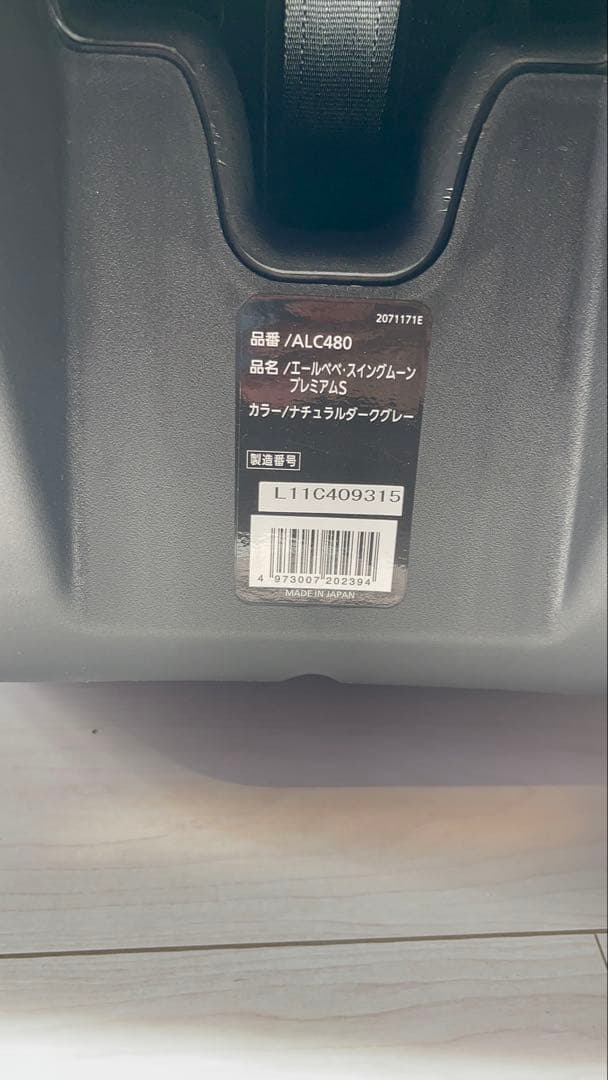 2071171E
品番 /ALC480
品名 /エールベベ・スイングムーン
プレミアムS
カラー/ナチュラルダークグレー
製造番号
L11C409315
4 973007 202394
MADE IN JAPAN